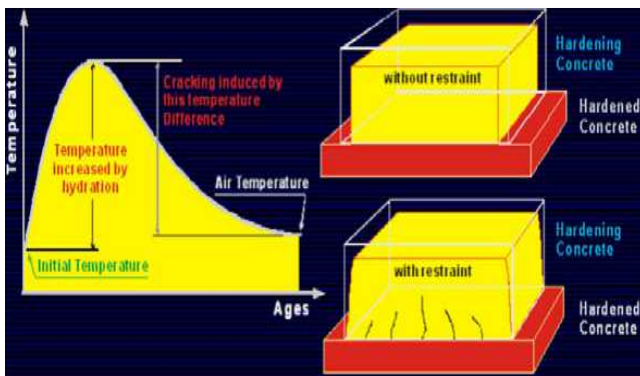 Temperature
Cracking induced by
this temperature
Difference
Temperature
increased by
hydration
Air Temperature
Initial Temperature
Ages
Hardening
Concrete
without restraint
Hardened
Concrete
Hardening
Concrete
with restraint
Hardened
Concrete